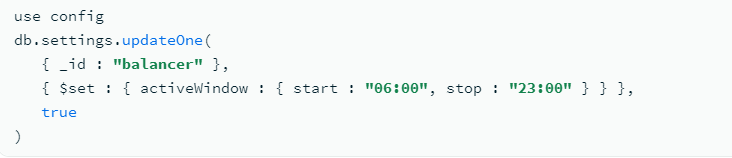 use config
db.settings.updateOne(
   { _id : "balancer" },
   { $set : { activeWindow : { start : "06:00", stop : "23:00" } } },
   true
)